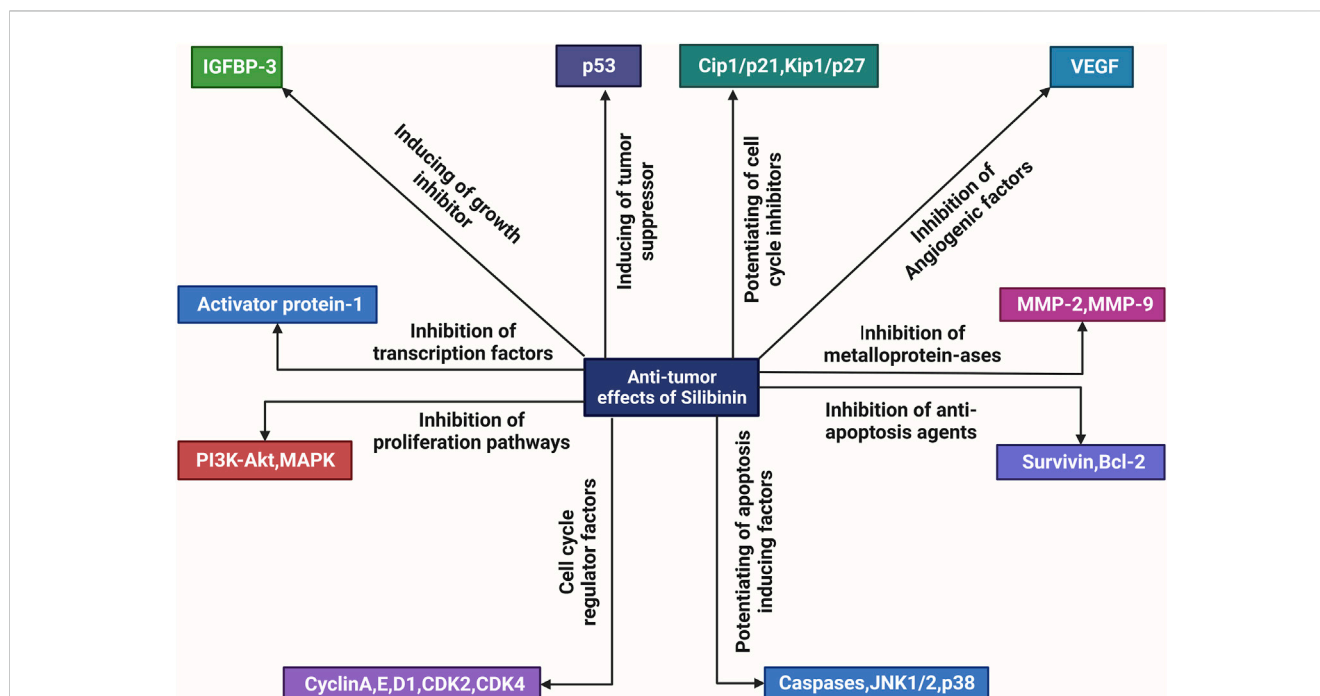 IGFBP-3
p53
Cip1/p21,Kip1/p27
VEGF
Inducing of growth
inhibitor
Inducing of tumor
suppressor
Potentiating of cell
cycle inhibitors
Inhibition of
Angiogenic factors
Activator protein-1
MMP-2,MMP-9
Inhibition of
transcription factors
Inhibition of
metalloprotein-ases
Anti-tumor
effects of Silibinin
Inhibition of
proliferation pathways
Inhibition of anti-
apoptosis agents
PI3K-Akt,MAPK
Survivin,Bcl-2
Cell cycle
regulator factors
Potentiating of apoptosis
inducing factors
CyclinA,E,D1,CDK2,CDK4
Caspases,JNK1/2,p38